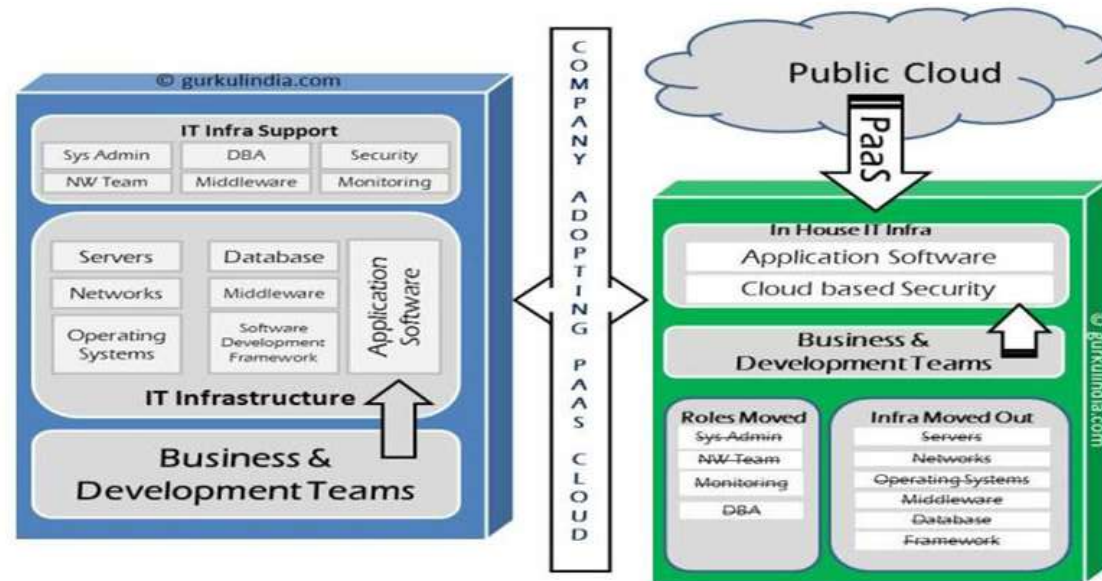 © gurkulindia.com
IT Infra Support
Sys Admin DBA Security
NW Team Middleware Monitoring
Servers Database
Networks Middleware
Operating Systems
Software Development Framework
Application Software
IT Infrastructure
Business &
Development Teams
COMPANY ADOPTING PAAS CLOUD
Public Cloud
PaaS
In House IT Infra
Application Software
Cloud based Security
Business &
Development Teams
Roles Moved
Sys Admin
NW Team
Monitoring
DBA
Infra Moved Out
Servers
Networks
Operating Systems
Middleware
Database
Framework
© gurukulindia.com